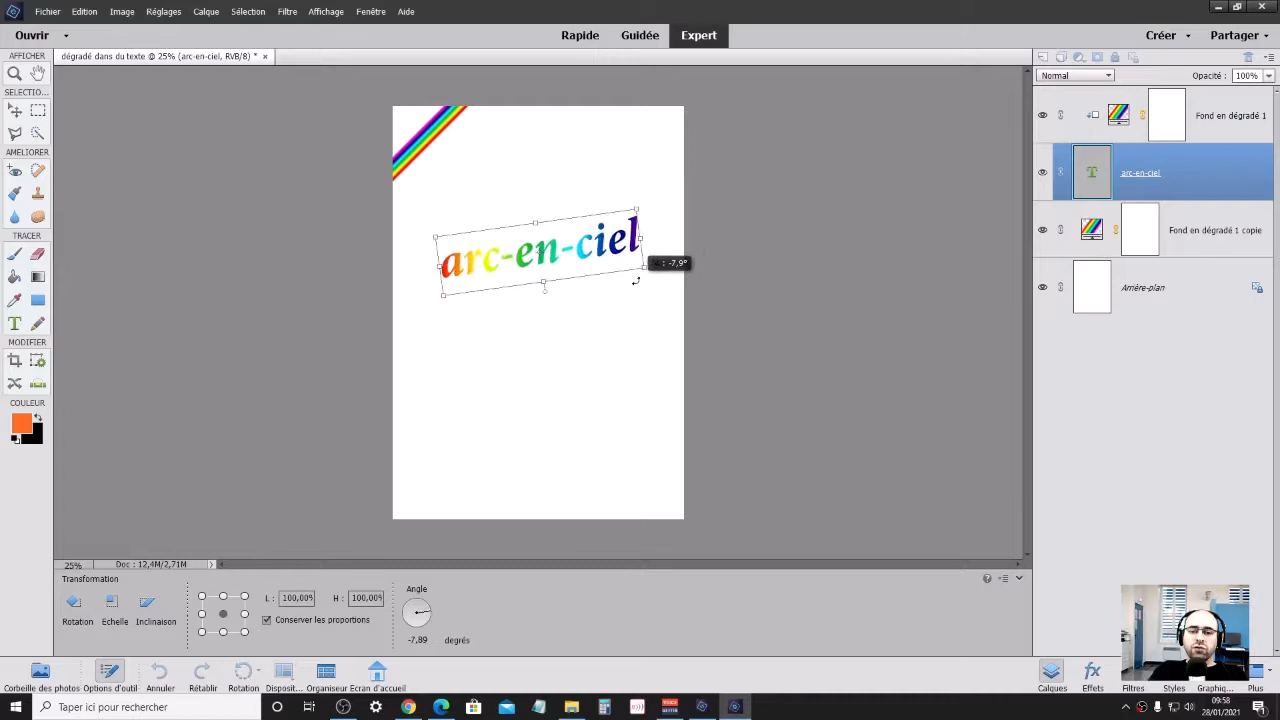 Fichier Edition Image Réglages Calque Sélection Filtre Affichage Fenêtre Aide
Ouvrir Rapide Guidée Expert Créer Partager
AFFICHER
dégradé dans du texte @ 25% (arc-en-ciel, RVB/8) * ×
Normal Opacité : 100%
SELECTIO...
Fond en dégradé 1
AMELIORER
T arc-en-ciel
TRACER
Fond en dégradé 1 copie
arc-en-ciel
: -7,9°
Arrière-plan
T
MODIFIER
COULEUR
25% Doc : 12,4M/2,71M
Transformation
Angle
L : 100,00% H : 100,00%
Rotation Echelle Inclinaison
Conserver les proportions
-7,89 degrés
Corbeille des photos Options d'outil Annuler Rétablir Rotation Disposit... Organiseur Ecran d'accueil
fx
Calques Effets Filtres Styles Graphiq... Plus
Taper ici pour rechercher
09:58
28/01/2021